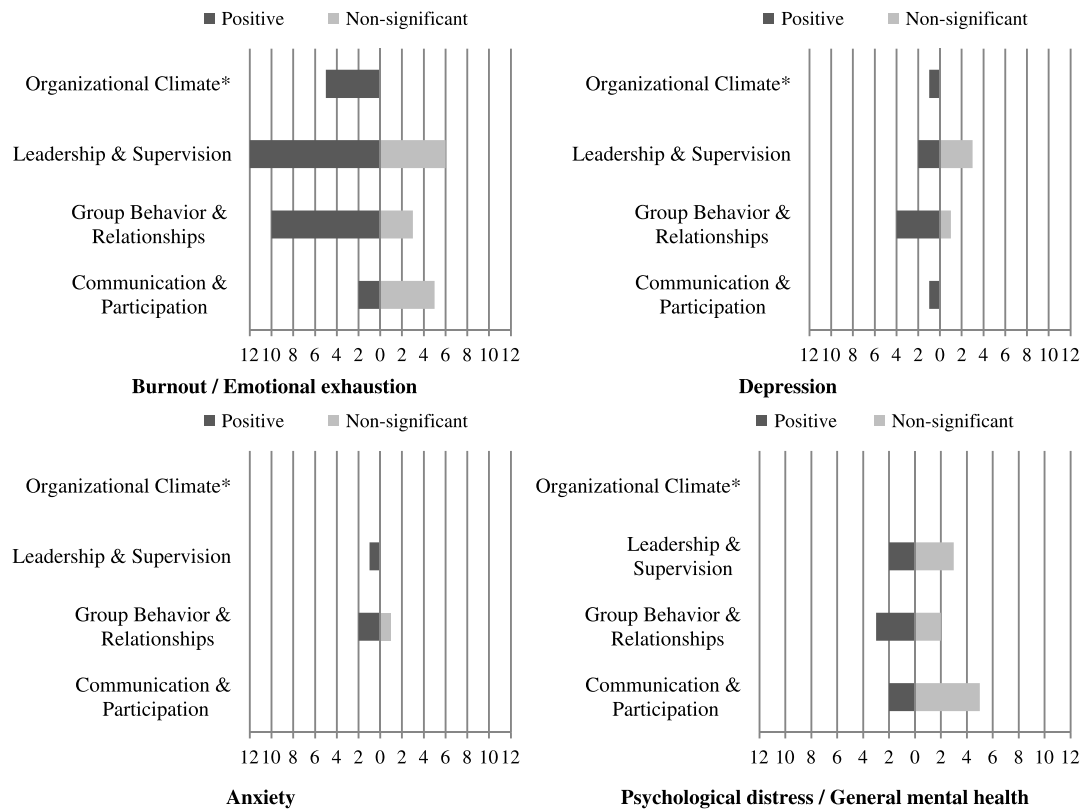 Positive Non-significant
Organizational Climate*
Leadership & Supervision
Group Behavior &
Relationships
Communication &
Participation
12 10 8 6 4 2 0 2 4 6 8 10 12
Burnout / Emotional exhaustion
Positive Non-significant
Organizational Climate*
Leadership & Supervision
Group Behavior &
Relationships
Communication &
Participation
12 10 8 6 4 2 0 2 4 6 8 10 12
Depression
Positive Non-significant
Organizational Climate*
Leadership & Supervision
Group Behavior &
Relationships
Communication &
Participation
12 10 8 6 4 2 0 2 4 6 8 10 12
Anxiety
Positive Non-significant
Organizational Climate*
Leadership &
Supervision
Group Behavior &
Relationships
Communication &
Participation
12 10 8 6 4 2 0 2 4 6 8 10 12
Psychological distress / General mental health